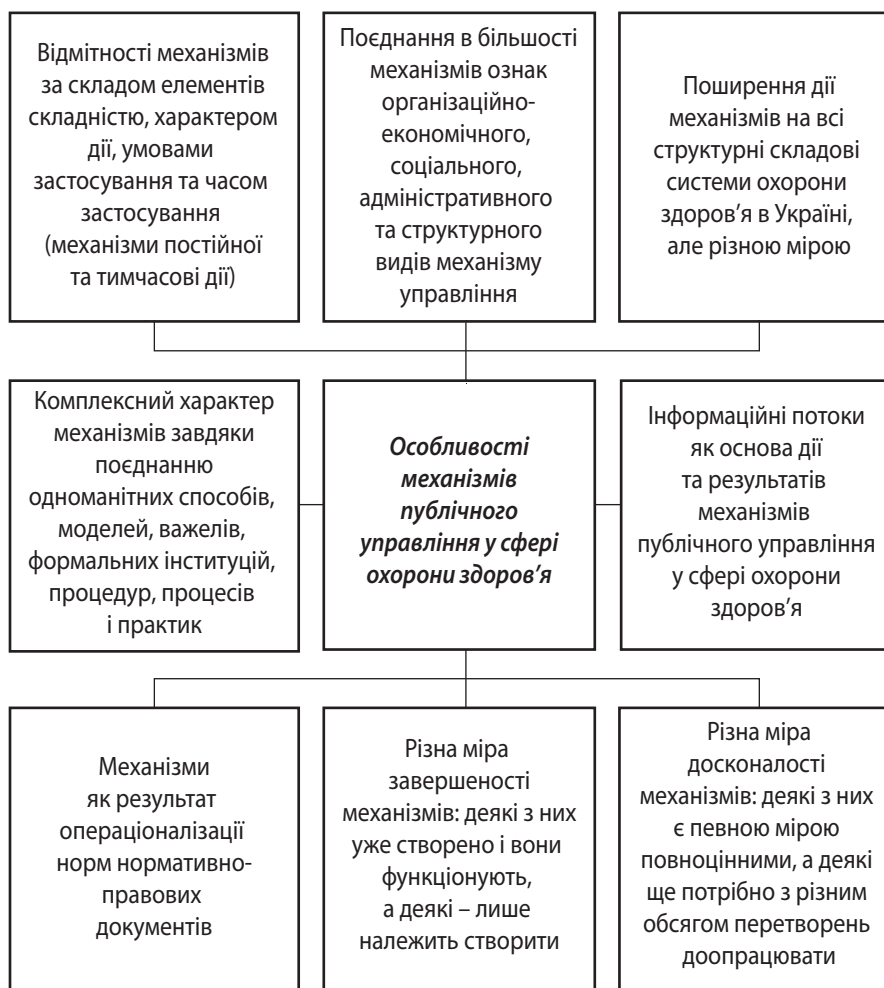 Відмітності механізмів
за складом елементів
складністю, характером
дії, умовами
застосування та часом
застосування
(механізми постійної
та тимчасові дії)
Поєднання в більшості
механізмів ознак
організаційно-
економічного,
соціального,
адміністративного
та структурного
видів механізму
управління
Поширення дії
механізмів на всі
структурні складові
системи охорони
здоров’я в Україні,
але різною мірою
Комплексний характер
механізмів завдяки
поєднанню
одноманітних способів,
моделей, важелів,
формальних інституцій,
процедур, процесів
і практик
Особливості
механізмів
публічного
управління у сфері
охорони здоров’я
Інформаційні потоки
як основа дії
та результатів
механізмів
публічного управління
у сфері охорони
здоров’я
Механізми
як результат
операціоналізації
норм нормативно-
правових
документів
Різна міра
завершеності
механізмів: деякі з них
уже створено і вони
функціонують,
а деякі – лише
належить створити
Різна міра
досконалості
механізмів: деякі з них
є певною мірою
повноцінними, а деякі
ще потрібно з різним
обсягом перетворень
доопрацювати